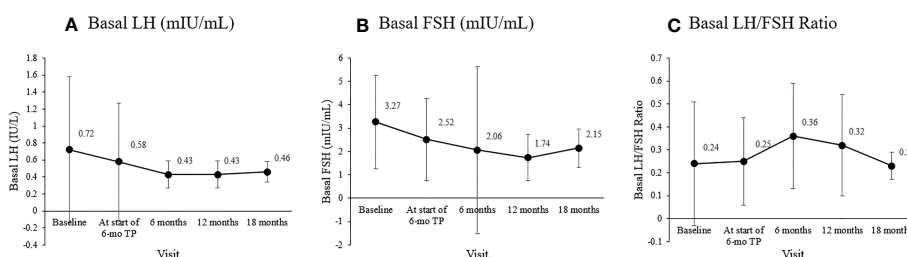 A Basal LH (mIU/mL)
Basal LH (IU/L)
1.8
1.6
1.4
1.2
1
0.8
0.6
0.4
0.2
0
-0.2
-0.4
0.72
0.58
0.43
0.43
0.46
Baseline
At start of
6-mo TP
6 months
12 months
18 months
Visit
B Basal FSH (mIU/mL)
Basal FSH (mIU/mL)
6
5
4
3
2
1
0
-1
-2
3.27
2.52
2.06
1.74
2.15
Baseline
At start of
6-mo TP
6 months
12 months
18 months
Visit
C Basal LH/FSH Ratio
Basal LH/FSH Ratio
0.7
0.6
0.5
0.4
0.3
0.2
0.1
0
-0.1
0.24
0.25
0.36
0.32
Baseline
At start of
6-mo TP
6 months
12 months
18 month
Visit